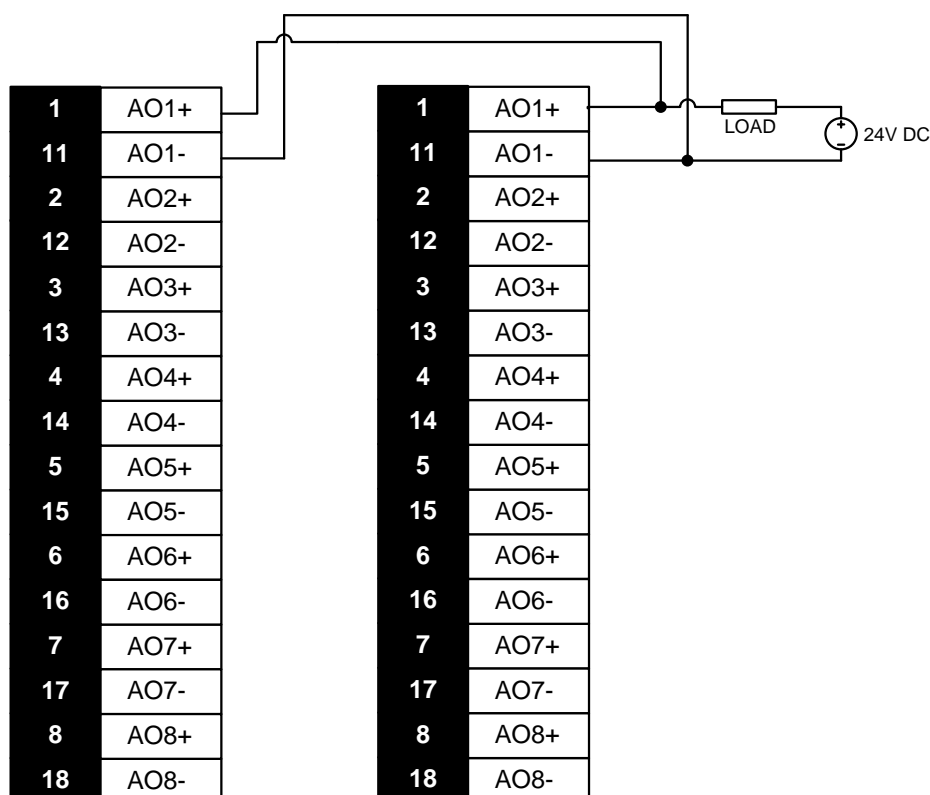 1 AO1+ 1 AO1+
LOAD
+
24V DC
-
11 AO1- 11 AO1-
2 AO2+ 2 AO2+
12 AO2- 12 AO2-
3 AO3+ 3 AO3+
13 AO3- 13 AO3-
4 AO4+ 4 AO4+
14 AO4- 14 AO4-
5 AO5+ 5 AO5+
15 AO5- 15 AO5-
6 AO6+ 6 AO6+
16 AO6- 16 AO6-
7 AO7+ 7 AO7+
17 AO7- 17 AO7-
8 AO8+ 8 AO8+
18 AO8- 18 AO8-